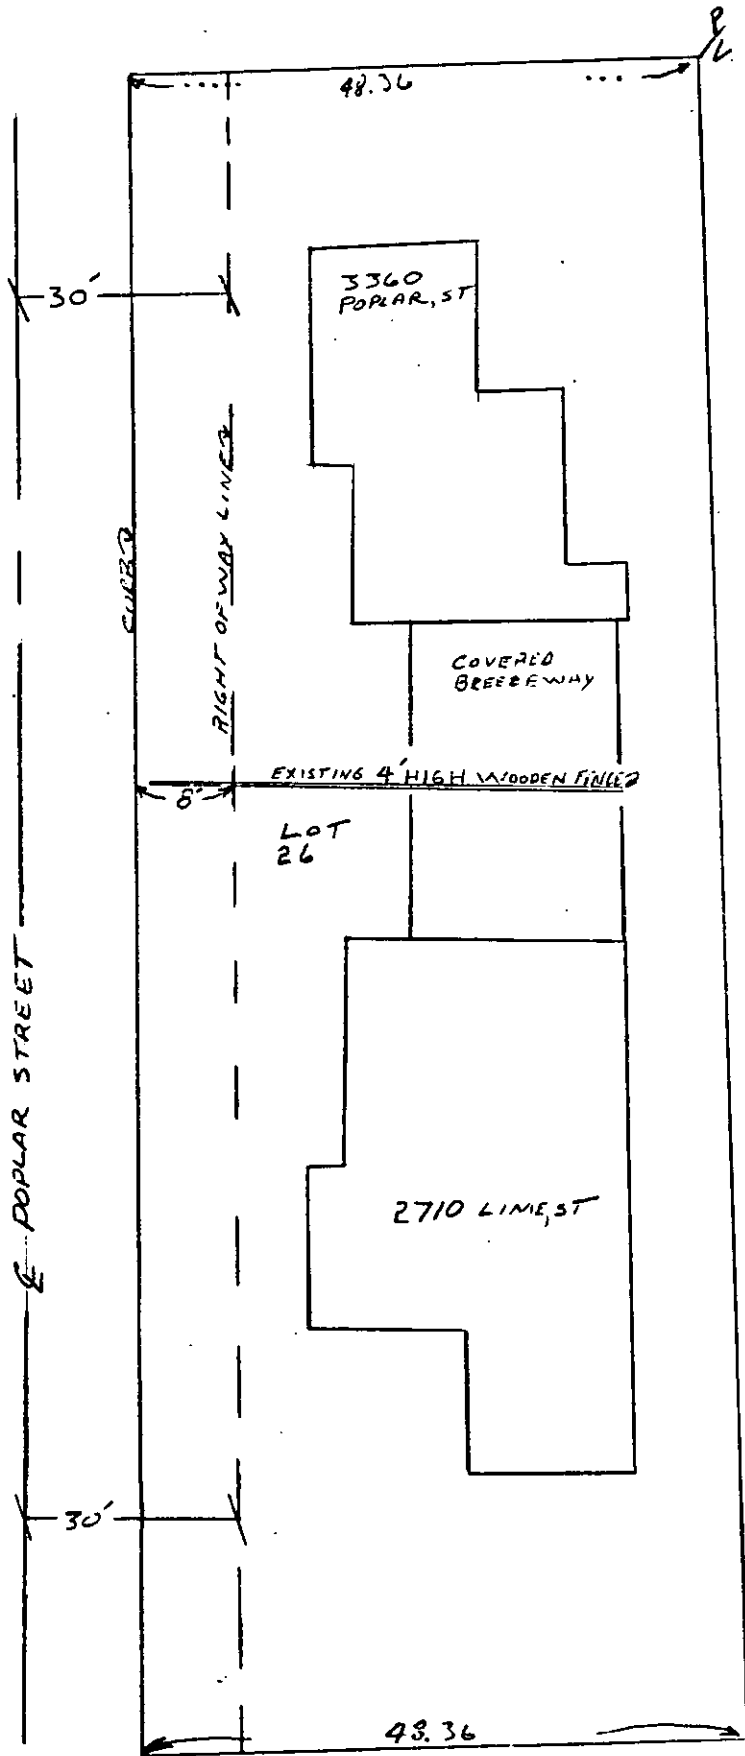 P/L
48.36
30'
3360
POPLAR, ST
CURB
RIGHT OF WAY LINE
COVERED
BREEZEWAY
EXISTING 4' HIGH WOODEN
8'
LOT
26
℄ POPLAR STREET
2710 LIME, ST
30'
48.36